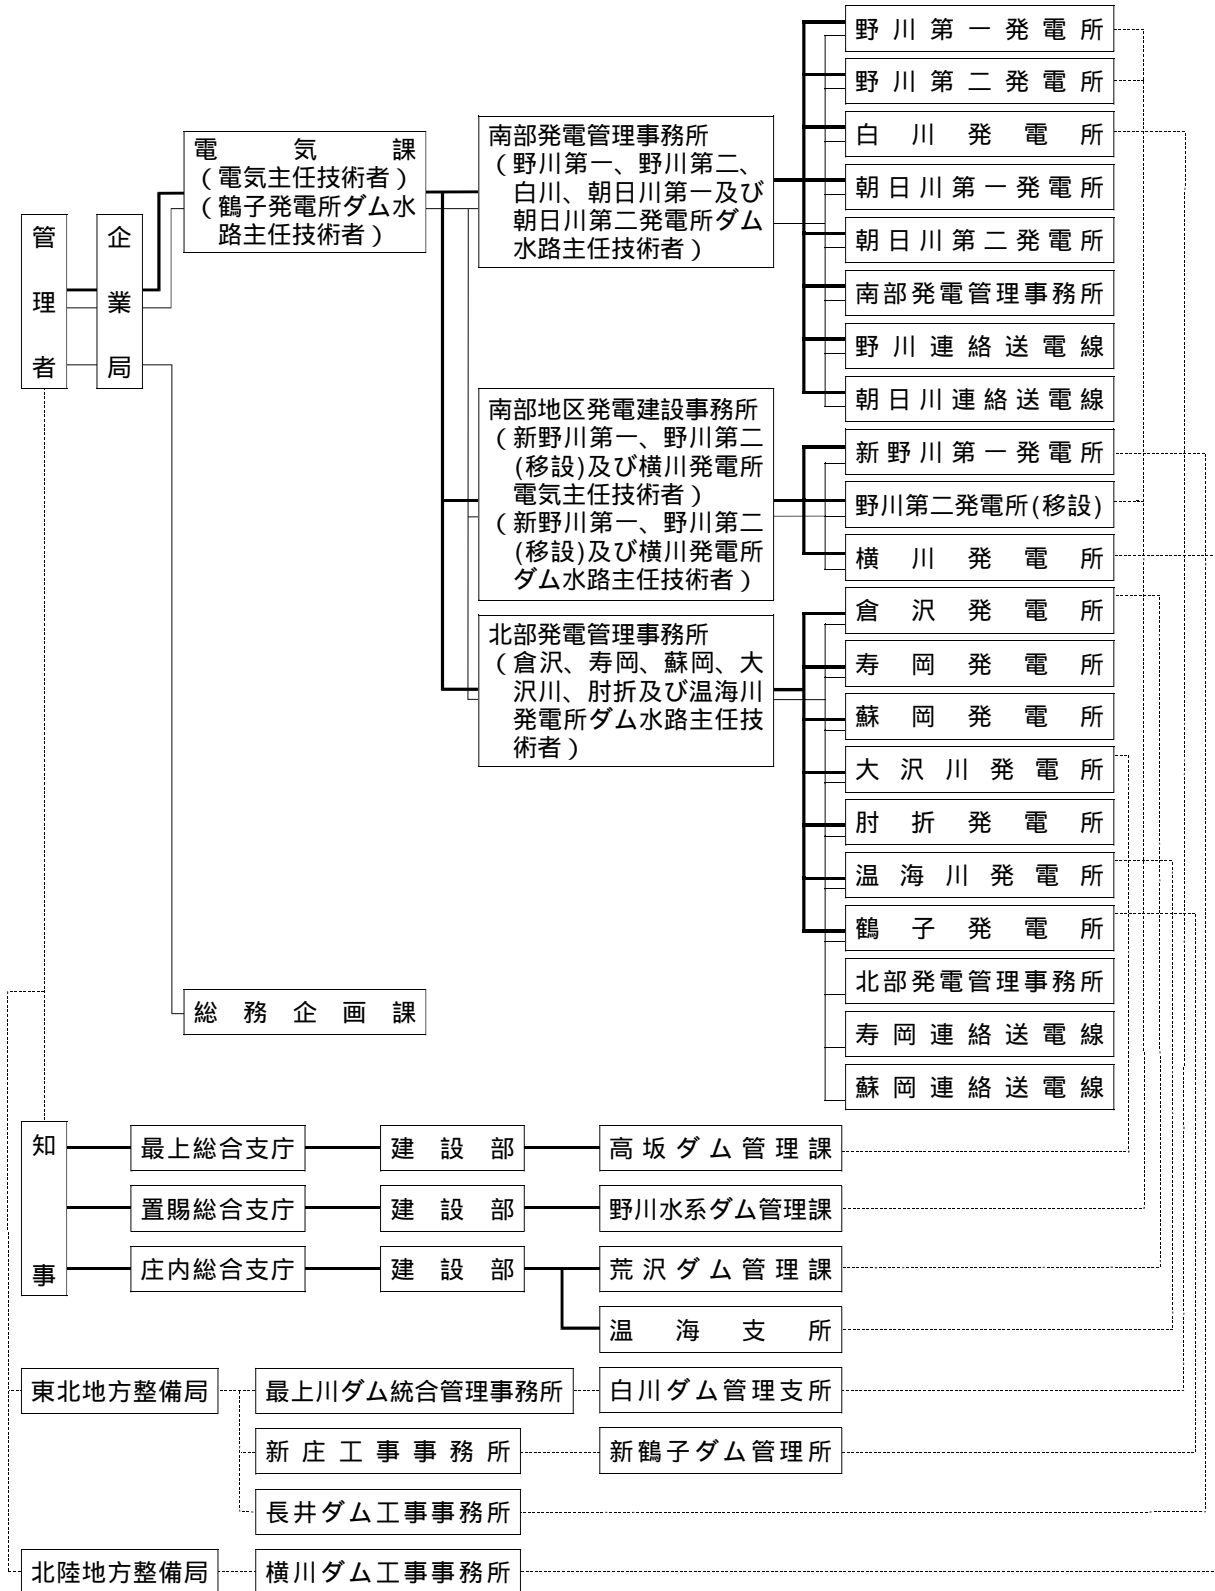 管理者
企業局
電気課
（電気主任技術者）
（鶴子発電所ダム水
路主任技術者）
総務企画課
南部発電管理事務所
（野川第一、野川第二、
白川、朝日川第一及び
朝日川第二発電所ダム
水路主任技術者）
南部地区発電建設事務所
（新野川第一、野川第二
(移設)及び横川発電所
電気主任技術者）
（新野川第一、野川第二
(移設)及び横川発電所
ダム水路主任技術者）
北部発電管理事務所
（倉沢、寿岡、蘇岡、大
沢川、肘折及び温海川
発電所ダム水路主任技
術者）
野川第一発電所
野川第二発電所
白川発電所
朝日川第一発電所
朝日川第二発電所
南部発電管理事務所
野川連絡送電線
朝日川連絡送電線
新野川第一発電所
野川第二発電所(移設)
横川発電所
倉沢発電所
寿岡発電所
蘇岡発電所
大沢川発電所
肘折発電所
温海川発電所
鶴子発電所
北部発電管理事務所
寿岡連絡送電線
蘇岡連絡送電線
知事
最上総合支庁
建設部
高坂ダム管理課
置賜総合支庁
建設部
野川水系ダム管理課
庄内総合支庁
建設部
荒沢ダム管理課
温海支所
東北地方整備局
最上川ダム統合管理事務所
白川ダム管理支所
新庄工事事務所
新鶴子ダム管理所
長井ダム工事事務所
北陸地方整備局
横川ダム工事事務所